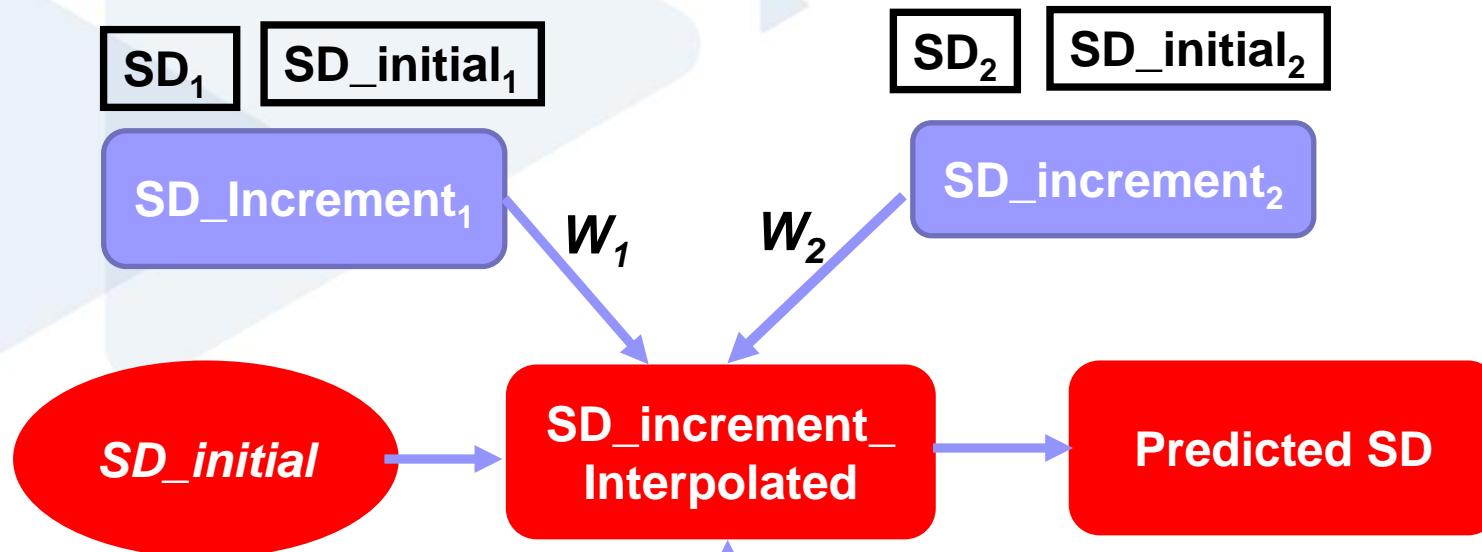 SD₁
SD_initial₁
SD₂
SD_initial₂
SD_Increment₁
SD_increment₂
W₁
W₂
SD_initial
SD_increment_
Interpolated
Predicted SD